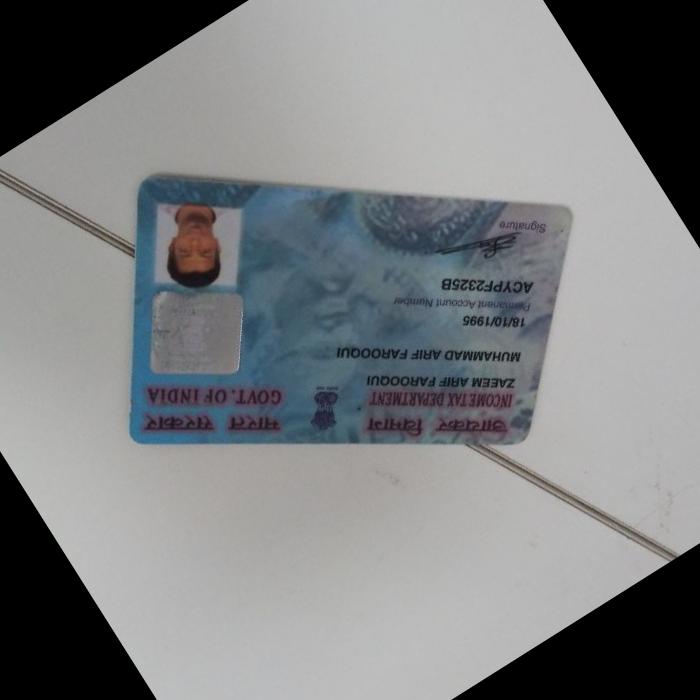 आयकर विभाग
INCOME TAX DEPARTMENT
भारत सरकार
GOVT. OF INDIA
ZAEEM ARIF FAROOQUI
MUHAMMAD ARIF FAROOQUI
18/10/1995
Permanent Account Number
ACYPF2325B
Signature